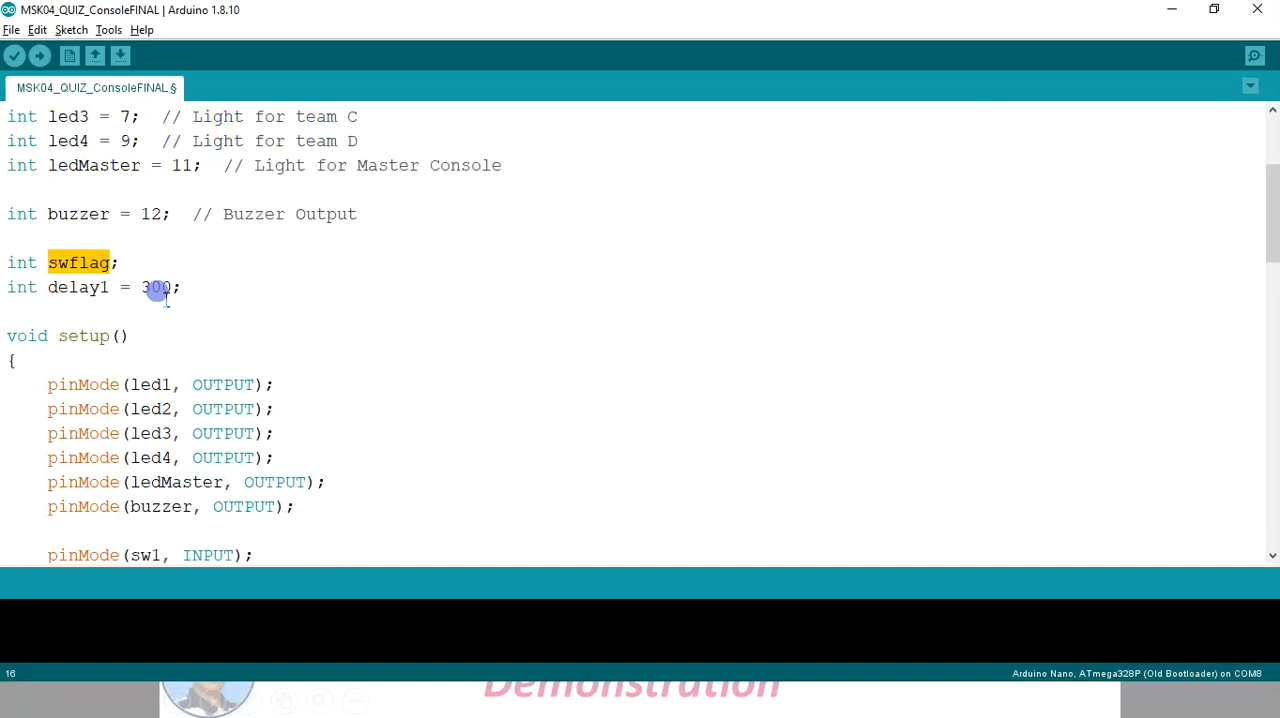 MSK04_QUIZ_ConsoleFINAL | Arduino 1.8.10
File Edit Sketch Tools Help
MSK04_QUIZ_ConsoleFINAL §
int led3 = 7;  // Light for team C
int led4 = 9;  // Light for team D
int ledMaster = 11;  // Light for Master Console
int buzzer = 12;  // Buzzer Output
int swflag;
int delay1 = 300;
void setup()
{
pinMode(led1, OUTPUT);
pinMode(led2, OUTPUT);
pinMode(led3, OUTPUT);
pinMode(led4, OUTPUT);
pinMode(ledMaster, OUTPUT);
pinMode(buzzer, OUTPUT);
pinMode(sw1, INPUT);
16
Arduino Nano, ATmega328P (Old Bootloader) on COM8
Demonstration